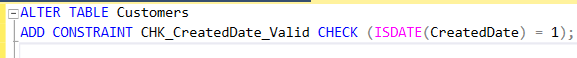 ALTER TABLE Customers
ADD CONSTRAINT CHK_CreatedDate_Valid CHECK (ISDATE(CreatedDate) = 1);